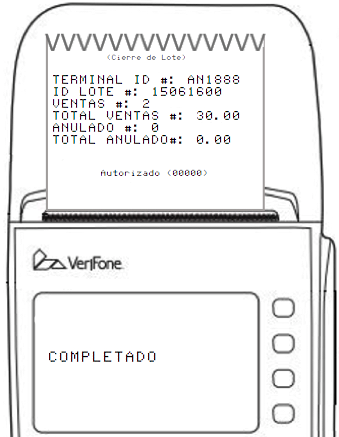 (Cierre de Lote)
TERMINAL ID #: AN1888
ID LOTE #: 15061600
VENTAS #: 2
TOTAL VENTAS #: 30.00
ANULADO #: 0
TOTAL ANULADO#: 0.00
Autorizado (00000)
VeriFone
COMPLETADO